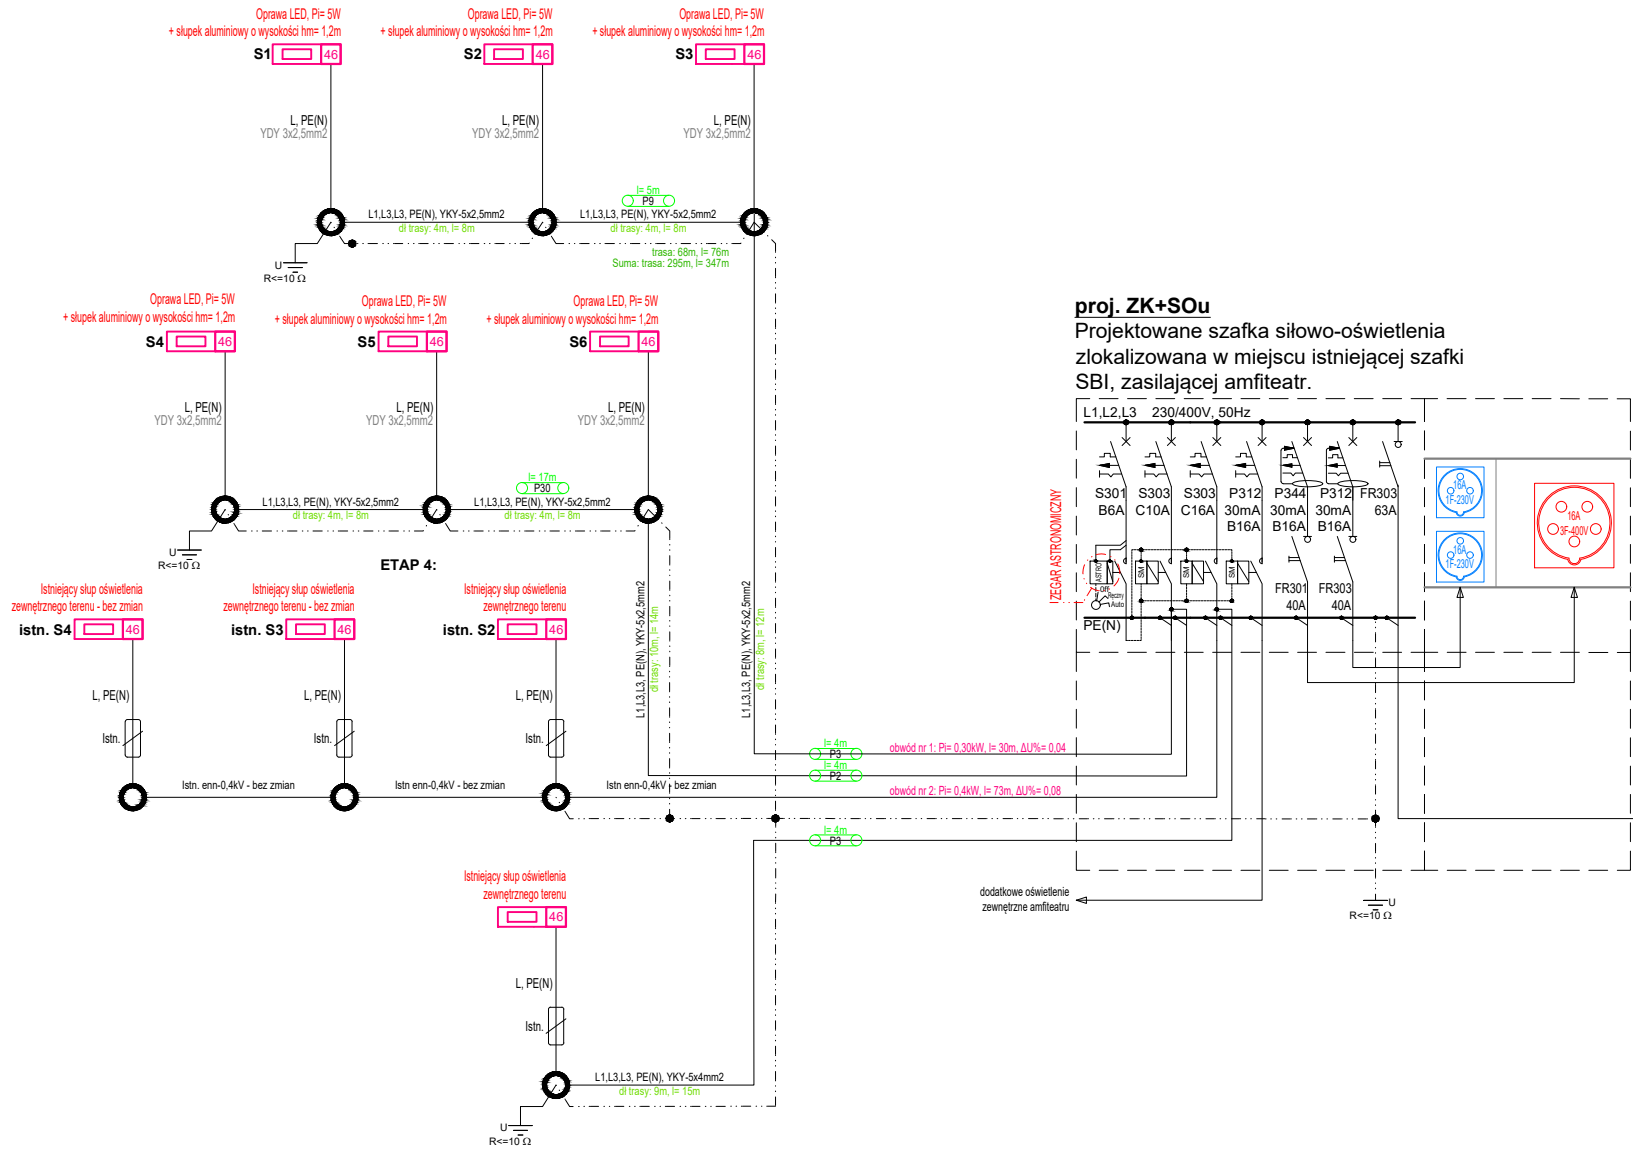 Oprawa LED, Pi= 5W
+ słupek aluminiowy o wysokości hm= 1,2m
S1
46
Oprawa LED, Pi= 5W
+ słupek aluminiowy o wysokości hm= 1,2m
S2
46
Oprawa LED, Pi= 5W
+ słupek aluminiowy o wysokości hm= 1,2m
S3
46
L, PE(N)
YDY 3x2,5mm2
L, PE(N)
YDY 3x2,5mm2
L, PE(N)
YDY 3x2,5mm2
l= 5m
P9
L1,L3,L3, PE(N), YKY-5x2,5mm2
dł trasy: 4m, l= 8m
L1,L3,L3, PE(N), YKY-5x2,5mm2
dł trasy: 4m, l= 8m
trasa: 68m, l= 76m
Suma: trasa: 295m, l= 347m
U
R<=10 Ω
Oprawa LED, Pi= 5W
+ słupek aluminiowy o wysokości hm= 1,2m
S4
46
Oprawa LED, Pi= 5W
+ słupek aluminiowy o wysokości hm= 1,2m
S5
46
Oprawa LED, Pi= 5W
+ słupek aluminiowy o wysokości hm= 1,2m
S6
46
L, PE(N)
YDY 3x2,5mm2
L, PE(N)
YDY 3x2,5mm2
L, PE(N)
YDY 3x2,5mm2
l= 17m
P30
L1,L3,L3, PE(N), YKY-5x2,5mm2
dł trasy: 4m, l= 8m
L1,L3,L3, PE(N), YKY-5x2,5mm2
dł trasy: 4m, l= 8m
U
R<=10 Ω
ETAP 4:
Istniejący słup oświetlenia
zewnętrznego terenu - bez zmian
istn. S4
46
Istniejący słup oświetlenia
zewnętrznego terenu - bez zmian
istn. S3
46
Istniejący słup oświetlenia
zewnętrznego terenu
istn. S2
46
L, PE(N)
Istn.
L, PE(N)
Istn.
L, PE(N)
Istn.
L1,L3,L3, PE(N), YKY-5x2,5mm2
dł trasy: 10m, l= 14m
L1,L3,L3, PE(N), YKY-5x2,5mm2
dł trasy: 8m, l= 12m
Istn. enn-0,4kV - bez zmian
Istn enn-0,4kV - bez zmian
Istn enn-0,4kV - bez zmian
l= 4m
P3
obwód nr 1: Pi= 0,30kW, l= 30m, ΔU%= 0,04
l= 4m
P2
obwód nr 2: Pi= 0,4kW, l= 73m, ΔU%= 0,08
l= 4m
P3
Istniejący słup oświetlenia
zewnętrznego terenu
46
L, PE(N)
Istn.
L1,L3,L3, PE(N), YKY-5x4mm2
dł trasy: 9m, l= 15m
U
R<=10 Ω
proj. ZK+SOu
Projektowane szafka siłowo-oświetlenia
zlokalizowana w miejscu istniejącej szafki
SBI, zasilającej amfiteatr.
L1,L2,L3 230/400V, 50Hz
S301
B6A
S303
C10A
S303
C16A
P312
30mA
B16A
P344
30mA
B16A
P312
30mA
B16A
FR303
63A
IZEGAR ASTRONOMICZNY
ASTRO
Off
Ręczny
Auto
SM
SM
SM
FR301
40A
FR303
40A
PE(N)
16A
1F-230V
16A
1F-230V
16A
3F-400V
dodatkowe oświetlenie
zewnętrzne amfiteatru
U
R<=10 Ω